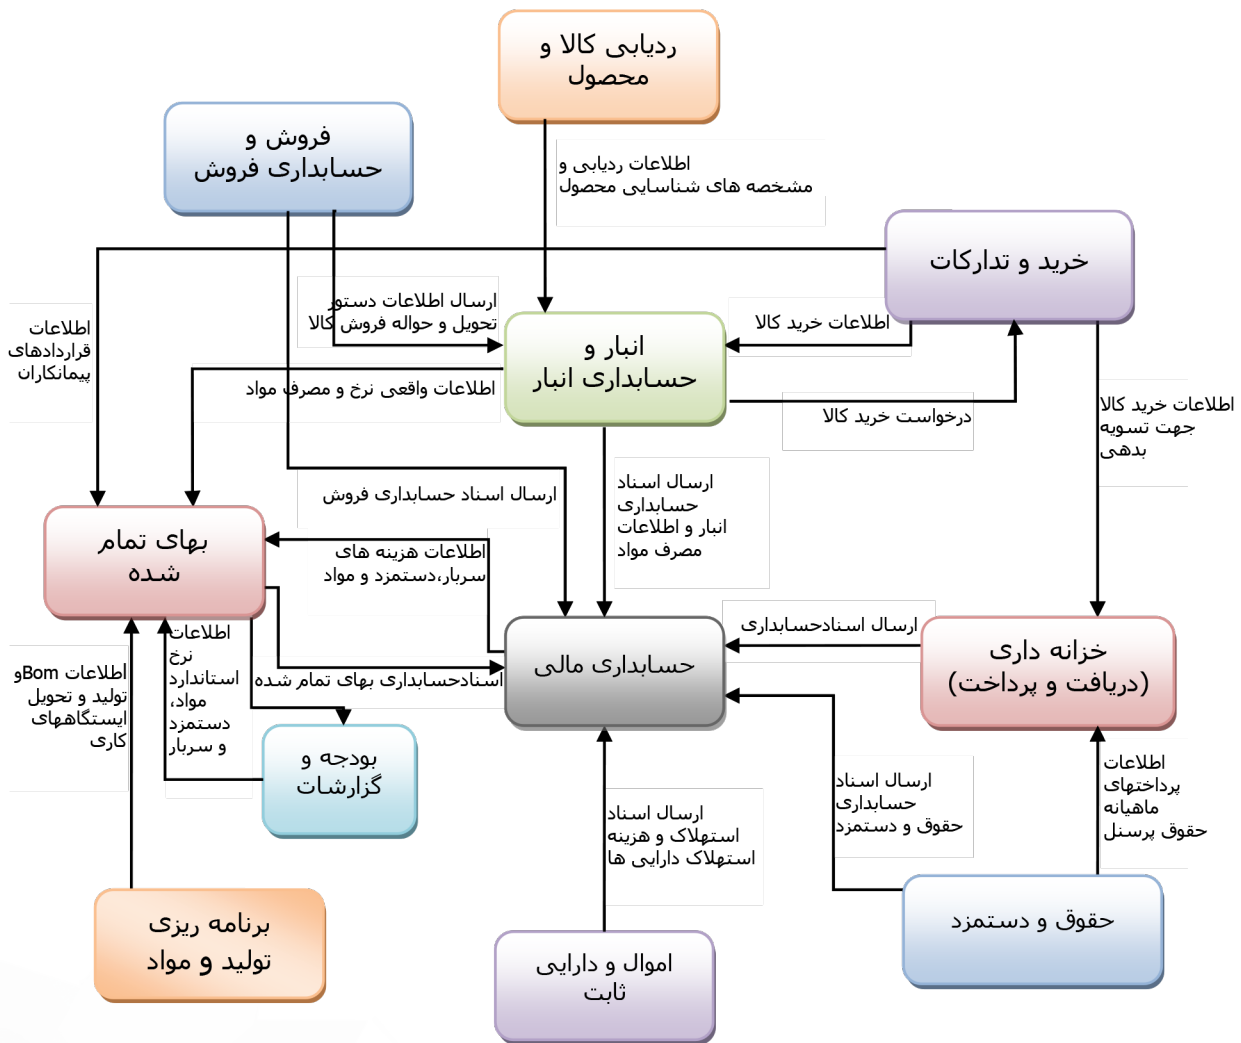 ردیابی کالا و
محصول
فروش و
حسابداری فروش
اطلاعات ردیابی و
مشخصه های شناسایی محصول
خرید و تدارکات
ارسال اطلاعات دستور
تحویل و حواله فروش کالا
اطلاعات خرید کالا
اطلاعات
قراردادهای
پیمانکاران
انبار و
حسابداری انبار
اطلاعات واقعی نرخ و مصرف مواد
درخواست خرید کالا
اطلاعات خرید کالا
جهت تسویه
بدهی
ارسال اسناد حسابداری فروش
ارسال اسناد
حسابداری
انبار و اطلاعات
مصرف مواد
بهای تمام
شده
اطلاعات هزینه های
سربار،دستمزد و مواد
ارسال اسنادحسابداری
حسابداری مالی
خزانه داری
(دریافت و پرداخت)
اطلاعات
نرخ
استاندارد
مواد،
دستمزد
و سربار
اسنادحسابداری بهای تمام شده
اطلاعات Bomو
تولید و تحویل
ایستگاههای
کاری
بودجه و
گزارشات
ارسال اسناد
حسابداری
حقوق و دستمزد
اطلاعات
پرداختهای
ماهیانه
حقوق پرسنل
ارسال اسناد
استهلاک و هزینه
استهلاک دارایی ها
برنامه ریزی
تولید و مواد
اموال و دارایی
ثابت
حقوق و دستمزد